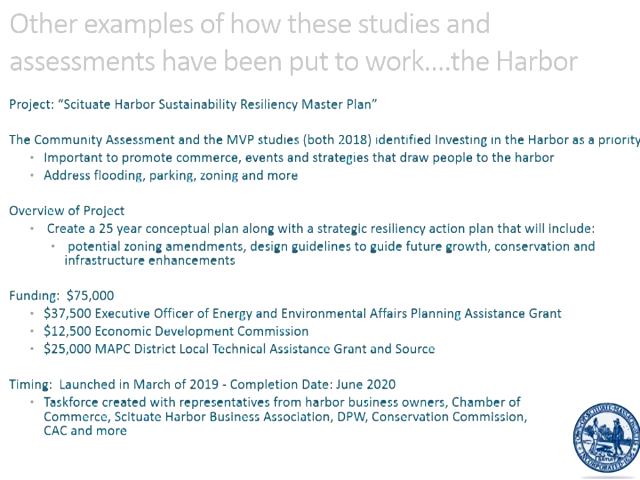 Other examples of how these studies and
assessments have been put to work....the Harbor
Project: “Scituate Harbor Sustainability Resiliency Master Plan”
The Community Assessment and the MVP studies (both 2018) identified Investing in the Harbor as a priority
• Important to promote commerce, events and strategies that draw people to the harbor
• Address flooding, parking, zoning and more
Overview of Project
• Create a 25 year conceptual plan along with a strategic resiliency action plan that will include:
• potential zoning amendments, design guidelines to guide future growth, conservation and
infrastructure enhancements
Funding: $75,000
• $37,500 Executive Officer of Energy and Environmental Affairs Planning Assistance Grant
• $12,500 Economic Development Commission
• $25,000 MAPC District Local Technical Assistance Grant and Source
Timing: Launched in March of 2019 - Completion Date: June 2020
• Taskforce created with representatives from harbor business owners, Chamber of
Commerce, Scituate Harbor Business Association, DPW, Conservation Commission,
CAC and more